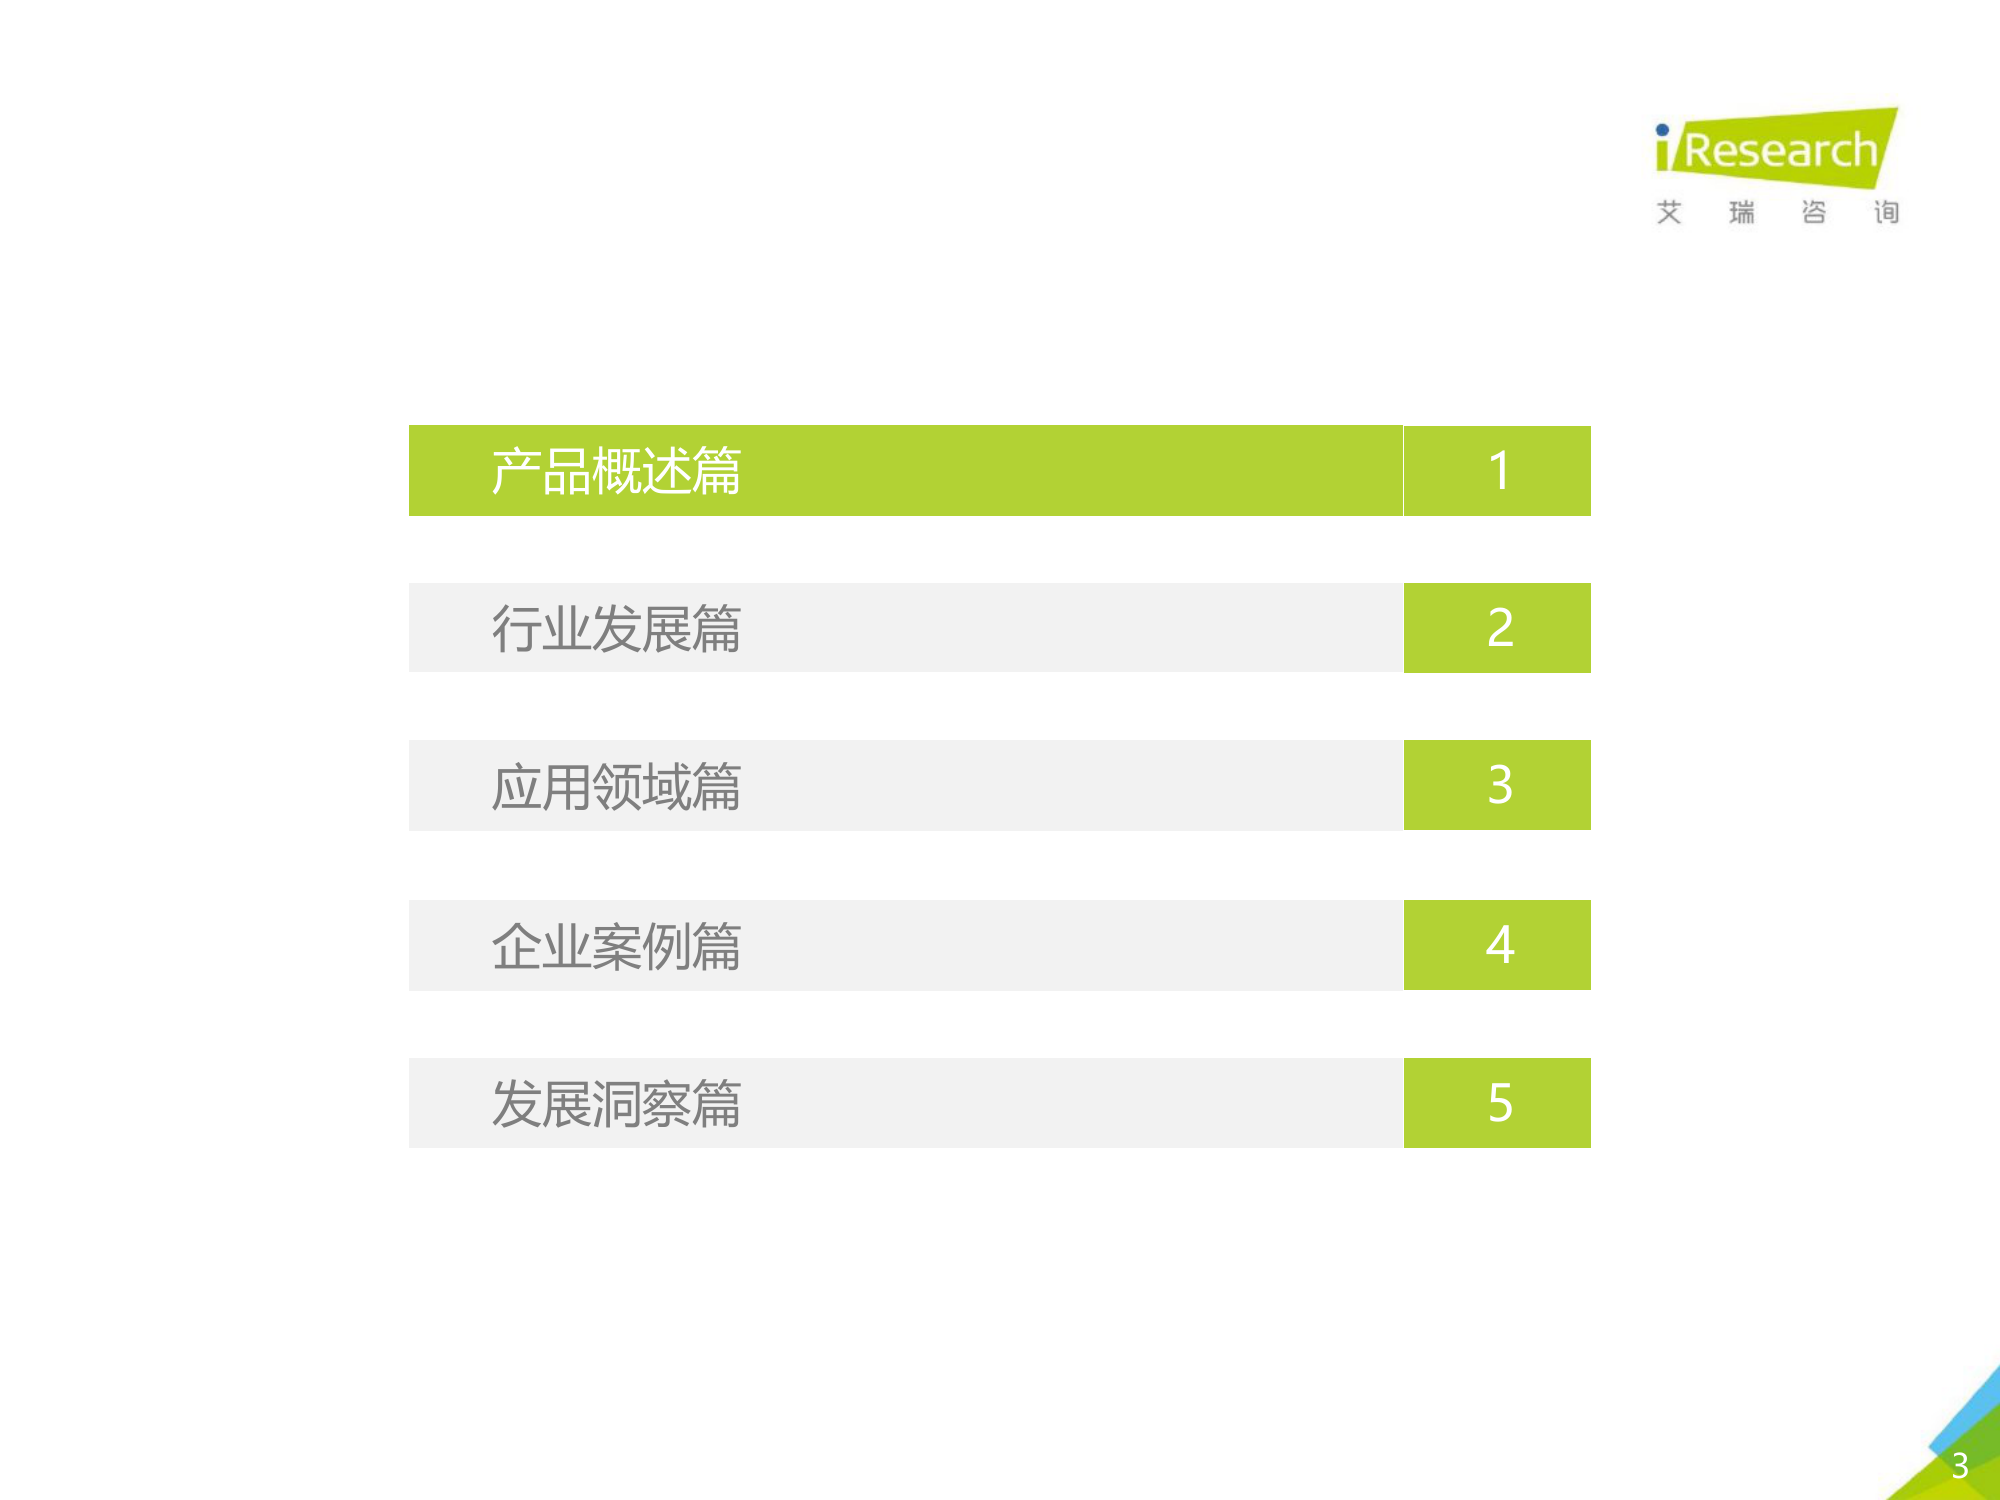 iResearch
艾瑞咨询
产品概述篇 1
行业发展篇 2
应用领域篇 3
企业案例篇 4
发展洞察篇 5
3